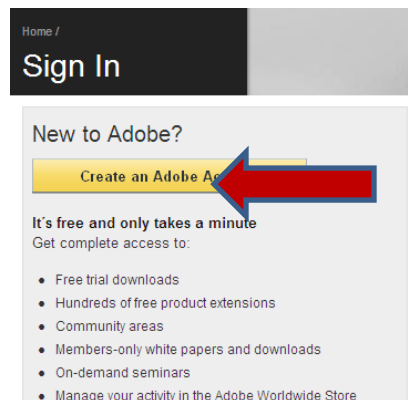 Home /
Sign In
New to Adobe?
Create an Adobe
It's free and only takes a minute
Get complete access to:
• Free trial downloads
• Hundreds of free product extensions
• Community areas
• Members-only white papers and downloads
• On-demand seminars
• Manage your activity in the Adobe Worldwide Store